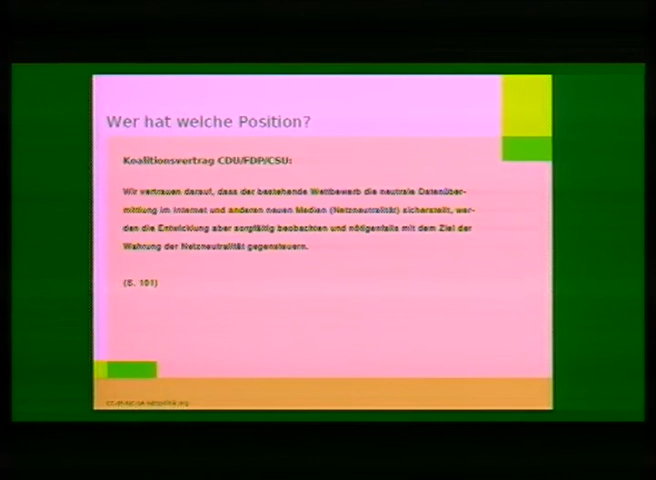 Wer hat welche Position?
Koalitionsvertrag CDU/FDP/CSU:
Wir vertrauen darauf, dass der bestehende Wettbewerb die neutrale Datenüber-
mittlung im Internet und anderen neuen Medien (Netzneutralität) sicherstellt, wer-
den die Entwicklung aber sorgfältig beobachten und nötigenfalls mit dem Ziel der
Wahrung der Netzneutralität gegensteuern.
(S. 101)